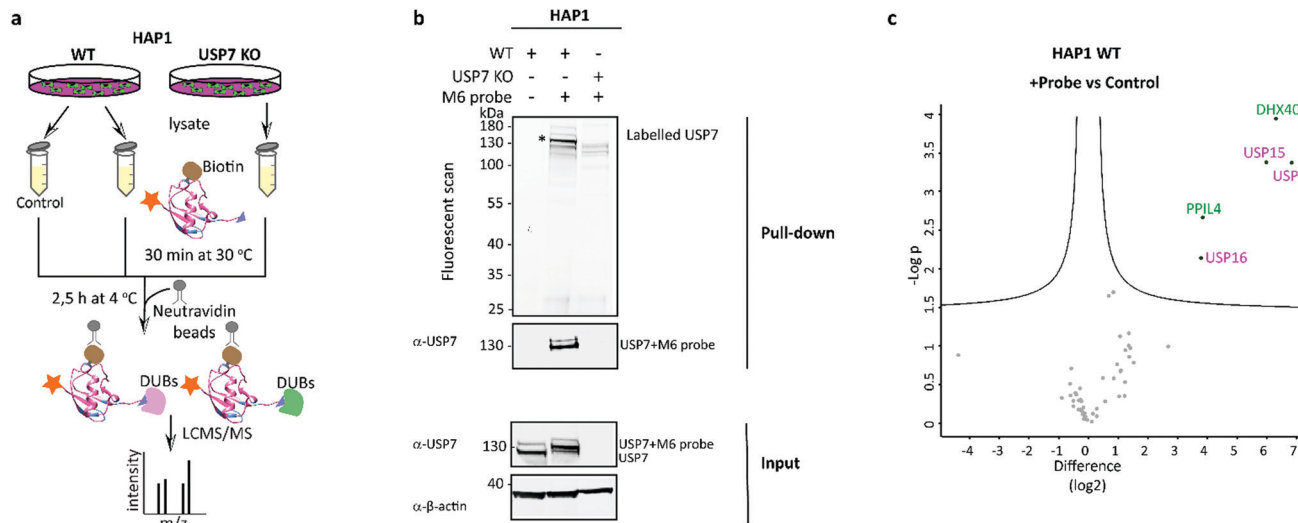 a
HAP1
WT
USP7 KO
lysate
Biotin
Control
30 min at 30 °C
2,5 h at 4 °C
Neutravidin
beads
DUBs
DUBs
LCMS/MS
intensity
m/z
b
HAP1
WT + + -
USP7 KO - - +
M6 probe - + +
kDa
180
130
100
55
40
35
25
*
Fluorescent scan
Labelled USP7
Pull-down
α-USP7
130
USP7+M6 probe
α-USP7
130
USP7+M6 probe
USP7
Input
40
α-β-actin
c
HAP1 WT
+Probe vs Control
-Log p
4
3.5
3
2.5
2
1.5
1
0.5
0
DHX40
USP15
USP
PPIL4
USP16
-4 -2 -1 0 1 2 3 4 5 6 7
Difference
(log2)